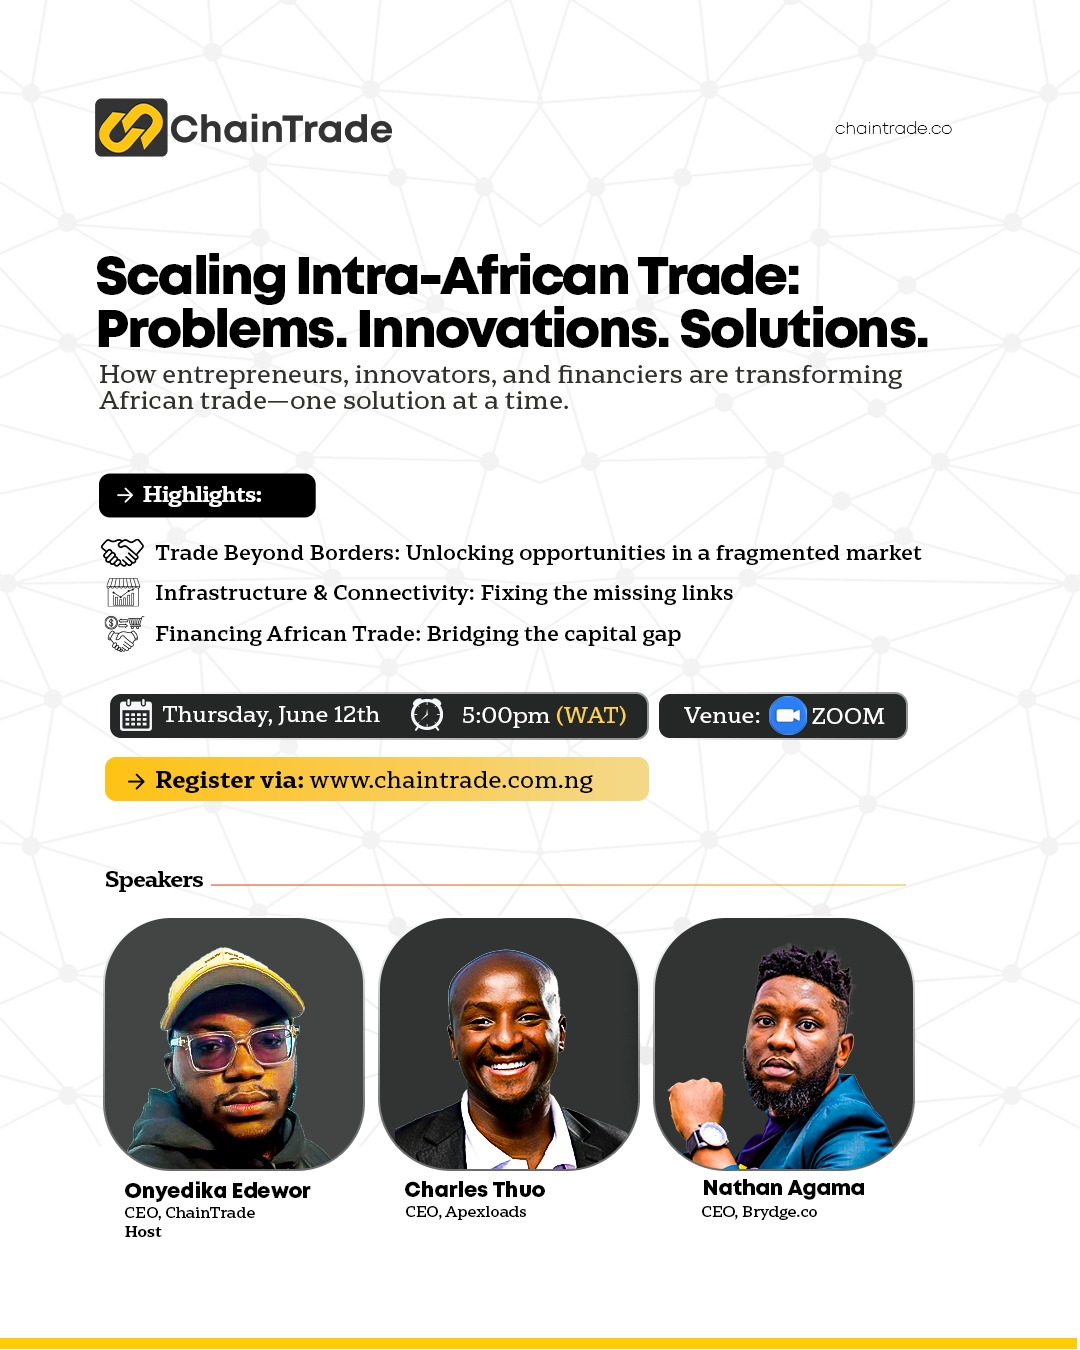 ChainTrade
chaintrade.co
Scaling Intra-African Trade:
Problems. Innovations. Solutions.
How entrepreneurs, innovators, and financiers are transforming
African trade—one solution at a time.
→ Highlights:
Trade Beyond Borders: Unlocking opportunities in a fragmented market
Infrastructure & Connectivity: Fixing the missing links
Financing African Trade: Bridging the capital gap
Thursday, June 12th 5:00pm (WAT) Venue: ZOOM
→ Register via: www.chaintrade.com.ng
Speakers
Onyedika Edewor
CEO, ChainTrade
Host
Charles Thuo
CEO, Apexloads
Nathan Agama
CEO, Brydge.co